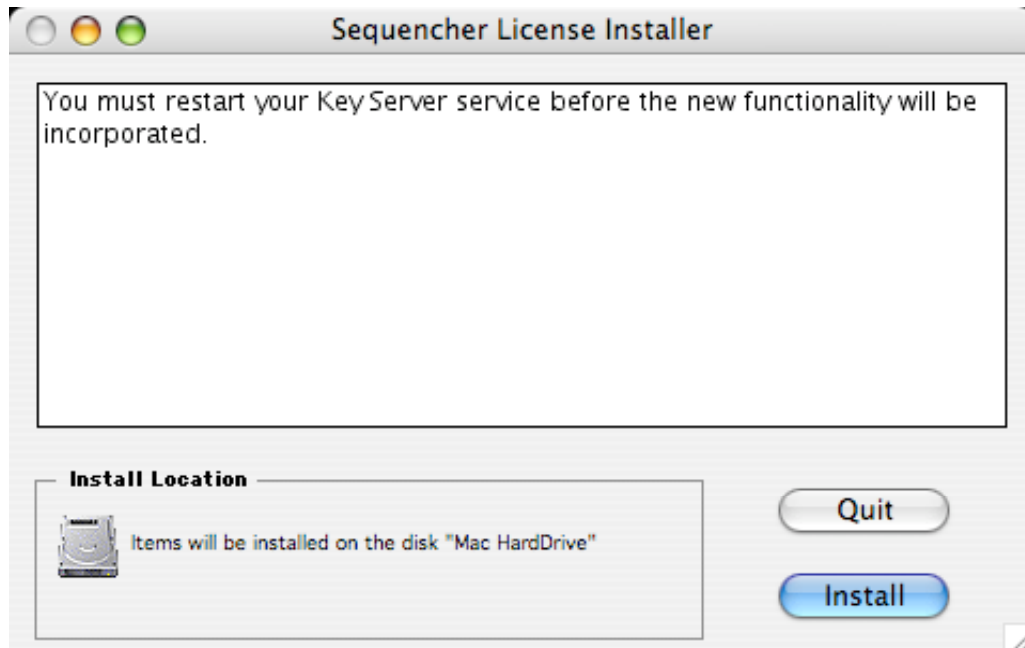 Sequencher License Installer
You must restart your Key Server service before the new functionality will be
incorporated.
Install Location
Items will be installed on the disk "Mac HardDrive"
Quit
Install